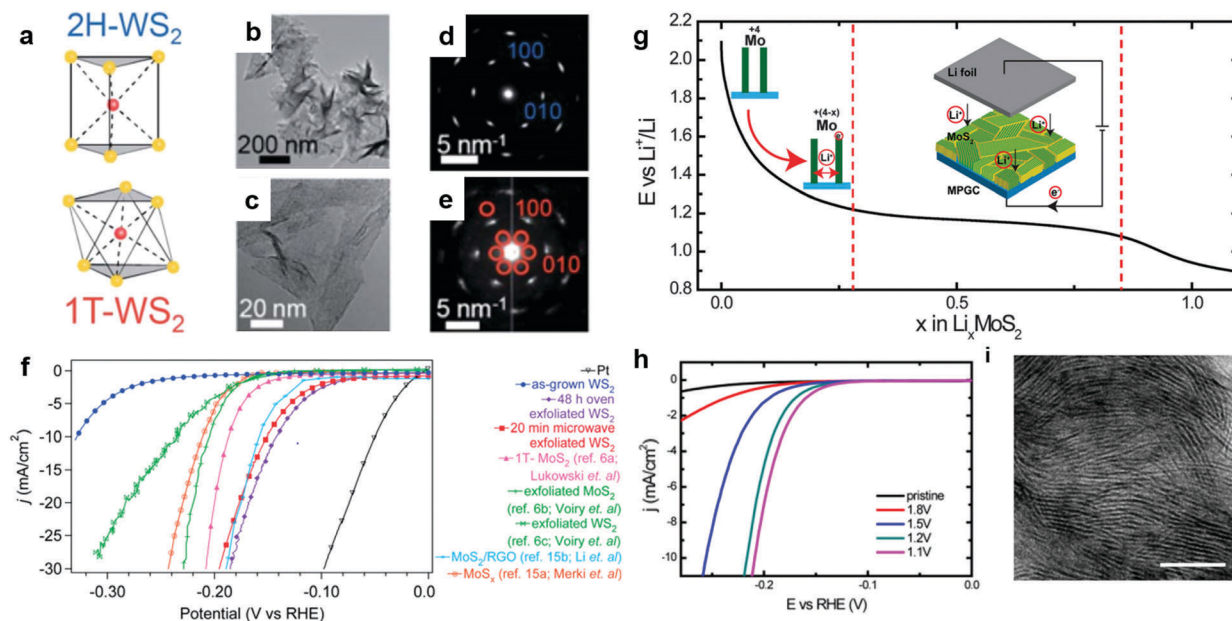 a
2H-WS2
1T-WS2
b
200 nm
c
20 nm
d
100
010
5 nm-1
e
100
010
5 nm-1
f
0
-5
-10
-15
-20
-25
-30
j (mA/cm2)
-0.30
-0.20
-0.10
0.0
Potential (V vs RHE)
Pt
as-grown WS2
48 h oven
exfoliated WS2
20 min microwave
exfoliated WS2
1T- MoS2 (ref. 6a;
Lukowski et. al)
exfoliated MoS2
(ref. 6b; Voiry et. al)
exfoliated WS2
(ref. 6c; Voiry et. al)
MoS2/RGO (ref. 15b; Li et. al)
MoSx (ref. 15a; Merki et. al)
g
2.2
2.0
1.8
1.6
1.4
1.2
1.0
0.8
E vs Li+/Li
0.0
0.5
1.0
x in LixMoS2
+4
Mo
+(4-x)
Mo
e
Li+
Li foil
Li+
Li+
MoS2
Li+
MPGC
e-
h
0
-2
-4
-6
-8
-10
j (mA/cm2)
-0.2
-0.1
0.0
E vs RHE (V)
pristine
1.8V
1.5V
1.2V
1.1V
i